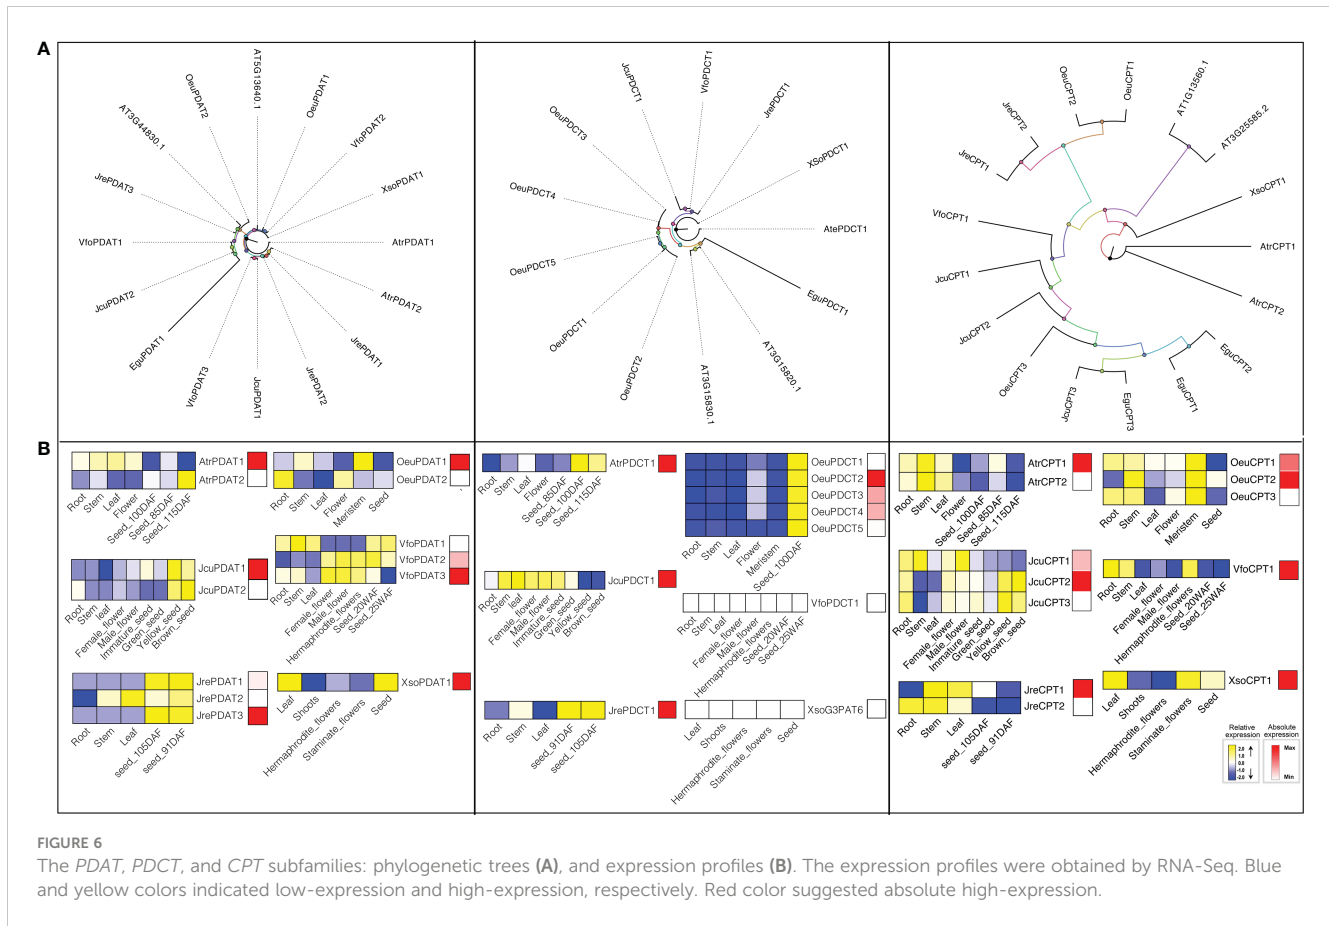 A
AT5G13640.1
OeuPDAT2
OeuPDAT1
AT3G44830.1
VfoPDAT2
JrePDAT3
XsoPDAT1
VfoPDAT1
AtrPDAT1
JcuPDAT2
AtrPDAT2
EguPDAT1
JrePDAT1
VfoPDAT3
JcuPDAT1
JrePDAT2
JcuPDCT1
VfoPDCT1
JrePDCT1
OeuPDCT3
XSoPDCT1
OeuPDCT4
AtePDCT1
OeuPDCT5
EguPDCT1
OeuPDCT1
AT3G15820.1
OeuPDCT2
AT3G15830.1
OeuCPT2
OeuCPT1
AT1G13560.1
JreCPT2
AT3G25585.2
JreCPT1
XsoCPT1
VfoCPT1
AtrCPT1
JcuCPT1
AtrCPT2
JcuCPT2
EguCPT2
OeuCPT3
EguCPT1
JcuCPT3
EguCPT3
B
AtrPDAT1
AtrPDAT2
Root
Stem
Leaf
Flower
Seed_100DAF
Seed_85DAF
Seed_115DAF
OeuPDAT1
OeuPDAT2
Root
Stem
Leaf
Flower
Meristem
Seed
JcuPDAT1
JcuPDAT2
Root
Stem
Leaf
Female_flower
Male_flower
Immature_seed
Green_seed
Yellow_seed
Brown_seed
VfoPDAT1
VfoPDAT2
VfoPDAT3
Root
Stem
Leaf
Female_flower
Male_flower
Hermaphrodite_flowers
Seed_20WAF
Seed_25WAF
JrePDAT1
JrePDAT2
JrePDAT3
Root
Stem
Leaf
seed_105DAF
seed_91DAF
XsoPDAT1
Leaf
Shoots
Hermaphrodite_flowers
Staminate_flowers
Seed
AtrPDCT1
Root
Stem
Leaf
Flower
Seed_85DAF
Seed_100DAF
Seed_115DAF
OeuPDCT1
OeuPDCT2
OeuPDCT3
OeuPDCT4
OeuPDCT5
Root
Stem
Leaf
Flower
Meristem
Seed_100DAF
JcuPDCT1
Root
Stem
leaf
Female_flower
Male_flower
Immature_seed
Green_seed
Yellow_seed
Brown_seed
VfoPDCT1
Root
Stem
Leaf
Female_flower
Male_flower
Hermaphrodite_flowers
Seed_20WAF
Seed_25WAF
JrePDCT1
Root
Stem
Leaf
seed_91DAF
seed_105DAF
XsoG3PAT6
Leaf
Shoots
Hermaphrodite_flowers
Staminate_flowers
Seed
AtrCPT1
AtrCPT2
Root
Stem
Leaf
Flower
Seed_100DAF
Seed_85DAF
Seed_115DAF
OeuCPT1
OeuCPT2
OeuCPT3
Root
Stem
Leaf
Flower
Meristem
Seed
JcuCPT1
JcuCPT2
JcuCPT3
Root
Stem
leaf
Female_flower
Male_flower
Immature_seed
Green_seed
Yellow_seed
Brown_seed
VfoCPT1
Root
Stem
Leaf
Female_flower
Male_flower
Hermaphrodite_flowers
Seed_20WAF
Seed_25WAF
JreCPT1
JreCPT2
Root
Stem
Leaf
seed_105DAF
seed_91DAF
XsoCPT1
Leaf
Shoots
Hermaphrodite_flowers
Staminate_flowers
Seed
Relative
expression
2.0
1.0
0.0
-1.0
-2.0
Absolute
expression
Max
Min
FIGURE 6
The PDAT, PDCT, and CPT subfamilies: phylogenetic trees (A), and expression profiles (B). The expression profiles were obtained by RNA-Seq. Blue
and yellow colors indicated low-expression and high-expression, respectively. Red color suggested absolute high-expression.